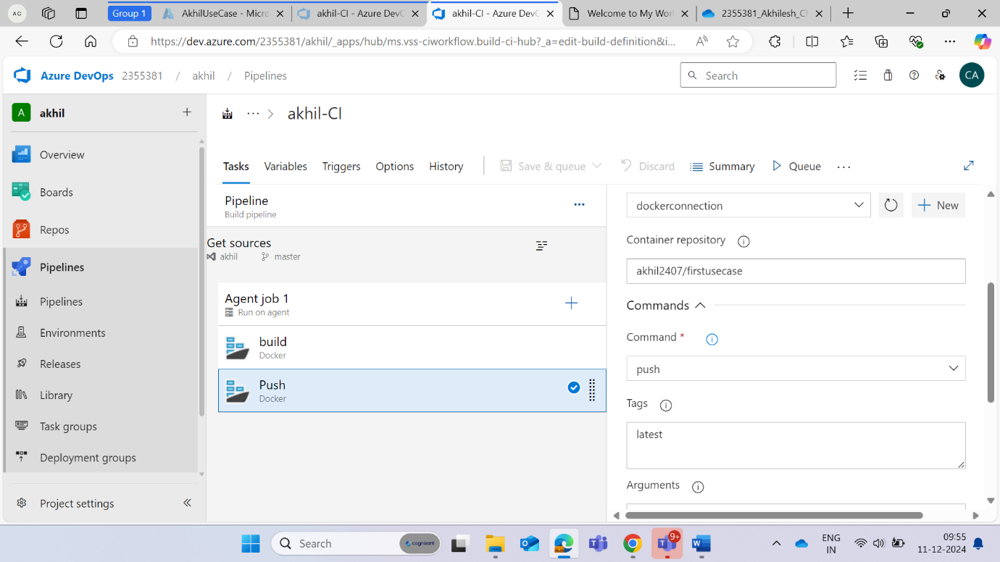 AC
Group 1
AkhilUseCase - Micro
akhil-CI - Azure DevO
akhil-CI - Azure DevO
Welcome to My Wor
2355381_Akhilesh_Ch
https://dev.azure.com/2355381/akhil/_apps/hub/ms.vss-ciworkflow.build-ci-hub?_a=edit-build-definition&i...
Azure DevOps 2355381 / akhil / Pipelines
Search
CA
A akhil
akhil-CI
Overview
Boards
Repos
Pipelines
Pipelines
Environments
Releases
Library
Task groups
Deployment groups
Project settings
Tasks Variables Triggers Options History Save & queue Discard Summary Queue
Pipeline
Build pipeline
Get sources
akhil master
Agent job 1
Run on agent
build
Docker
Push
Docker
dockerconnection
New
Container repository
akhil2407/firstusecase
Commands
Command *
push
Tags
latest
Arguments
Search
cognizant
9+
ENG
IN
09:55
11-12-2024